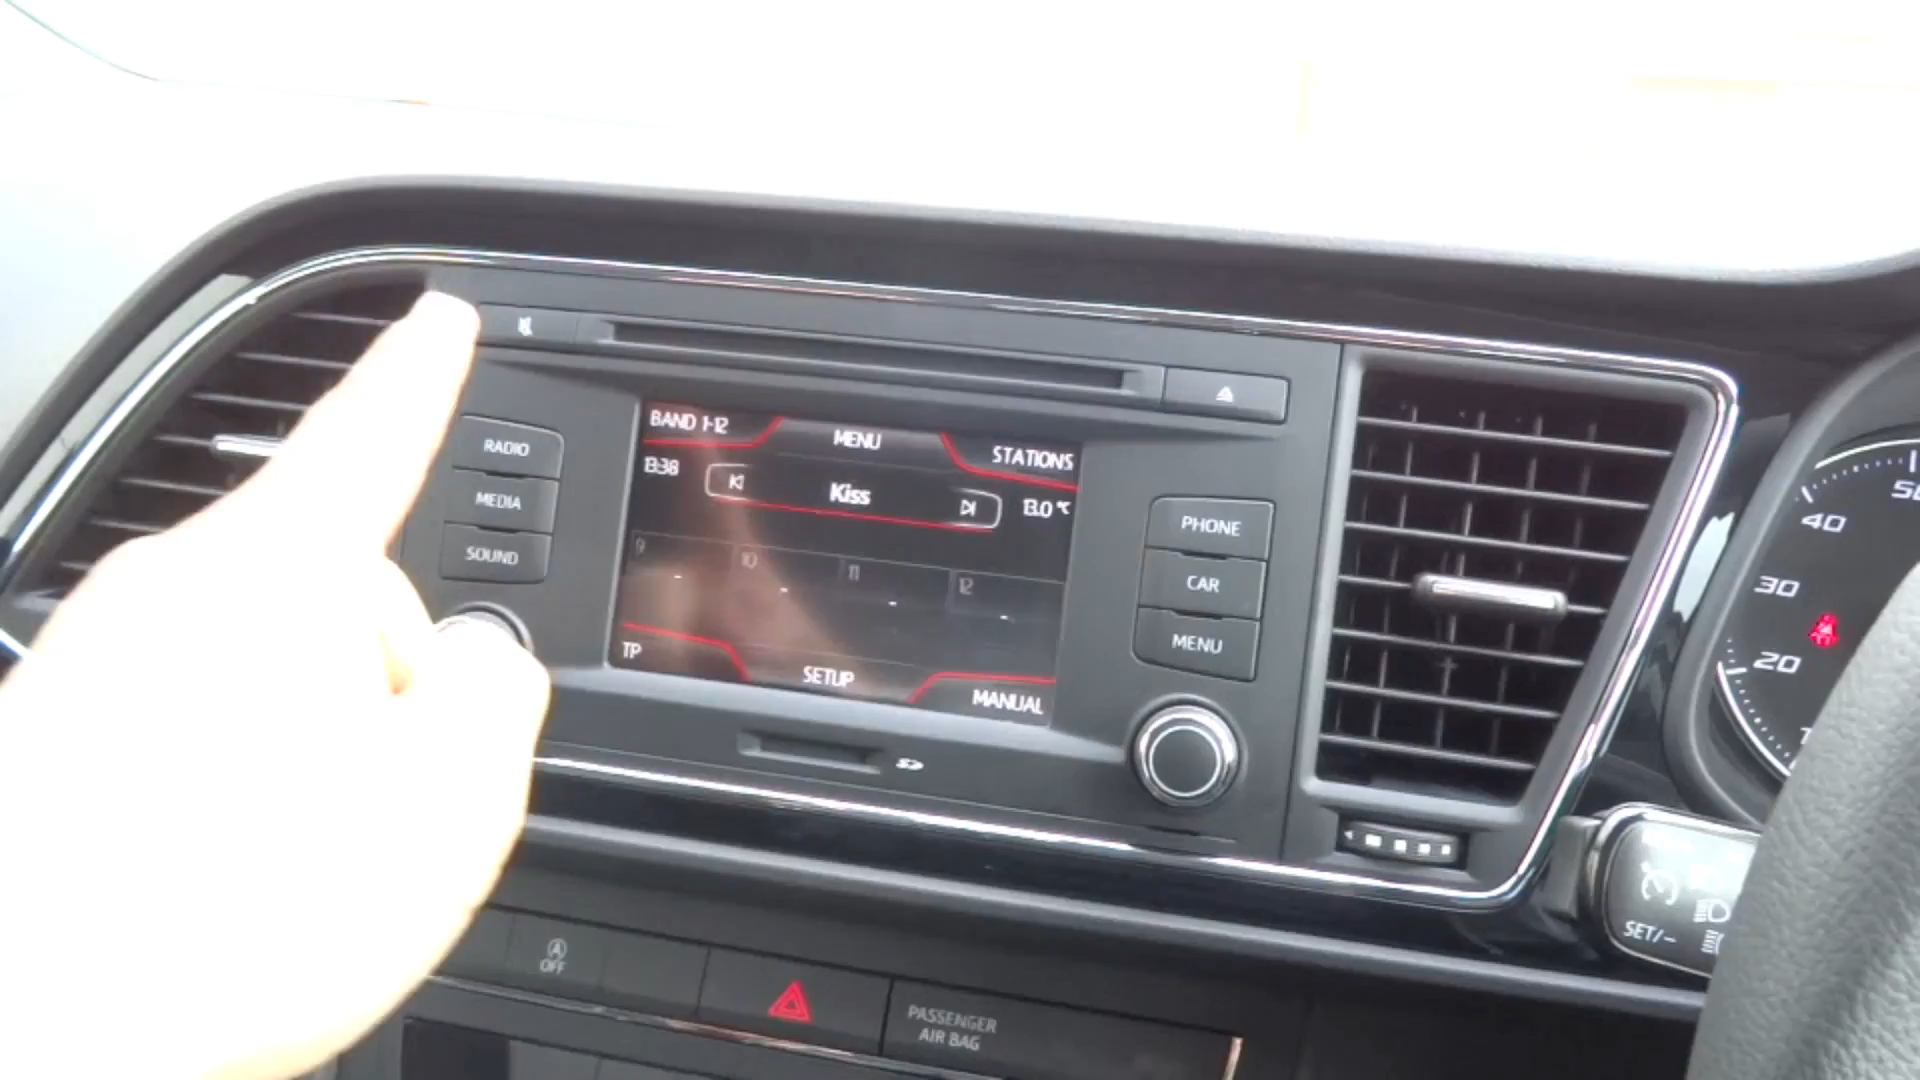 RADIO
MEDIA
SOUND
BAND 1-12
MENU
STATIONS
13:38
Kiss
13.0 °C
9
10
11
12
TP
SETUP
MANUAL
PHONE
CAR
MENU
SD
40
30
20
SET/-
A
OFF
PASSENGER
AIR BAG